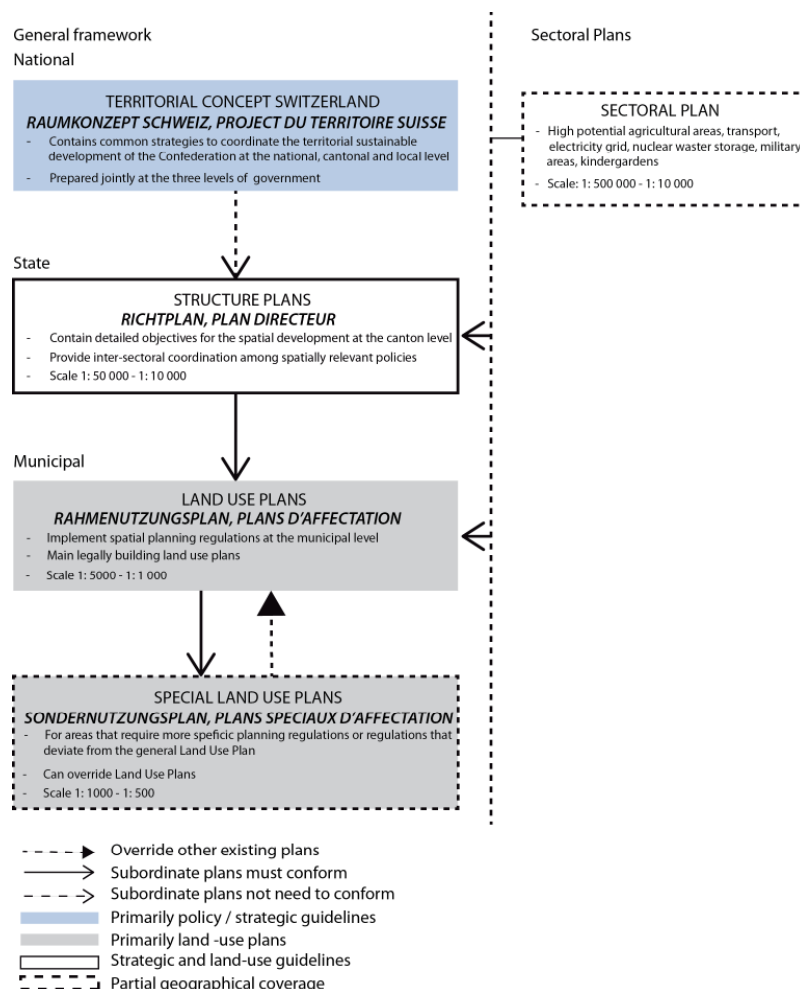 General framework
National
TERRITORIAL CONCEPT SWITZERLAND
RAUMKONZEPT SCHWEIZ, PROJECT DU TERRITOIRE SUISSE
- Contains common strategies to coordinate the territorial sustainable
development of the Confederation at the national, cantonal and local level
- Prepared jointly at the three levels of government
State
STRUCTURE PLANS
RICHTPLAN, PLAN DIRECTEUR
- Contain detailed objectives for the spatial development at the canton level
- Provide inter-sectoral coordination among spatially relevant policies
- Scale 1: 50 000 - 1: 10 000
Municipal
LAND USE PLANS
RAHMENUTZUNGSPLAN, PLANS D'AFFECTATION
- Implement spatial planning regulations at the municipal level
- Main legally building land use plans
- Scale 1: 5000 - 1: 1 000
SPECIAL LAND USE PLANS
SONDERNUTZUNGSPLAN, PLANS SPECIAUX D'AFFECTATION
- For areas that require more speficic planning regulations or regulations that
deviate from the general Land Use Plan
- Can override Land Use Plans
- Scale 1: 1000 - 1: 500
Sectoral Plans
SECTORAL PLAN
- High potential agricultural areas, transport,
electricity grid, nuclear waster storage, military
areas, kindergardens
- Scale: 1: 500 000 - 1: 10 000
Override other existing plans
Subordinate plans must conform
Subordinate plans not need to conform
Primarily policy / strategic guidelines
Primarily land -use plans
Strategic and land-use guidelines
Partial geographical coverage